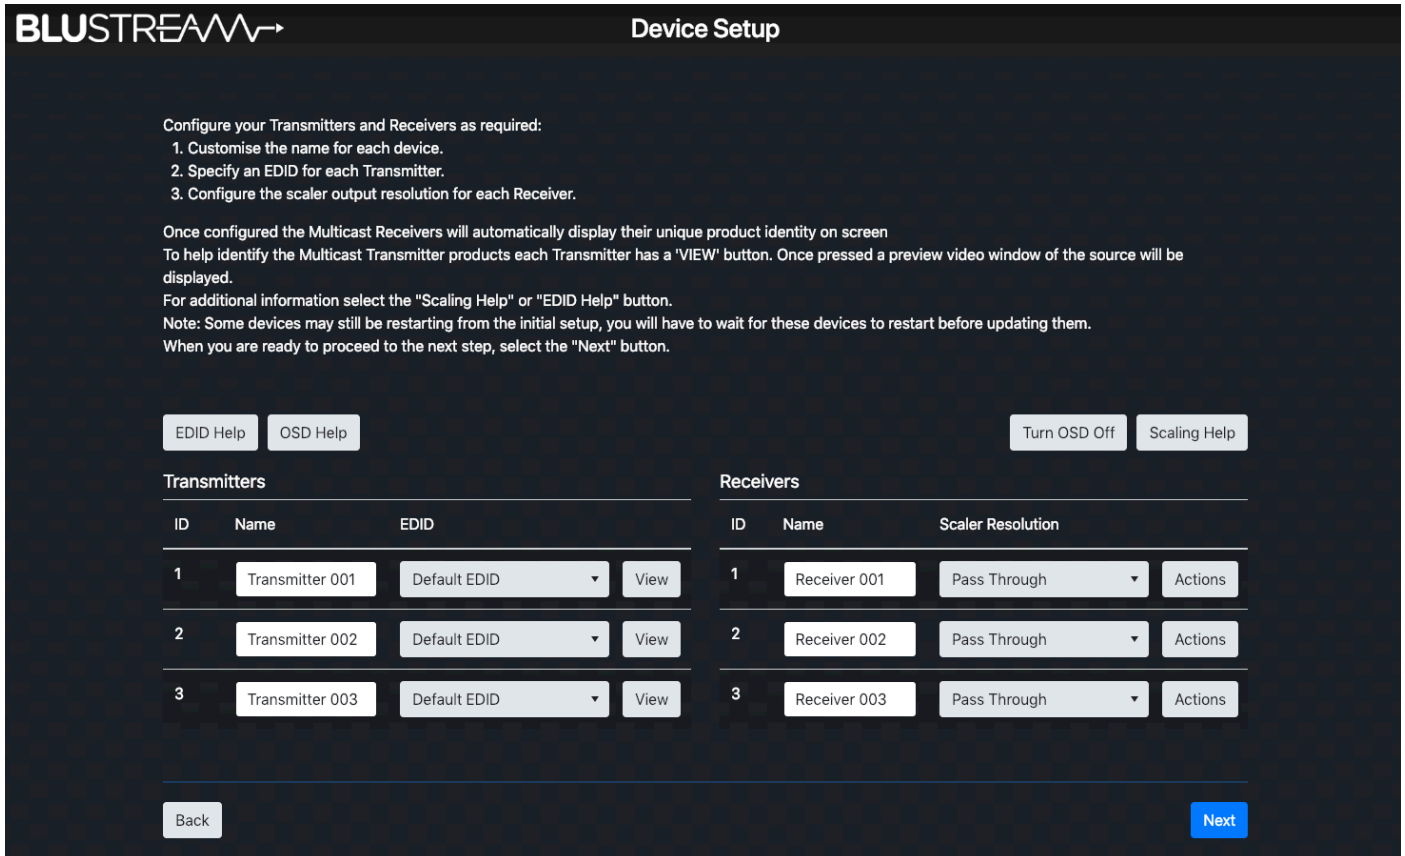 BLUSTREAM
Device Setup
Configure your Transmitters and Receivers as required:
1. Customise the name for each device.
2. Specify an EDID for each Transmitter.
3. Configure the scaler output resolution for each Receiver.
Once configured the Multicast Receivers will automatically display their unique product identity on screen
To help identify the Multicast Transmitter products each Transmitter has a 'VIEW' button. Once pressed a preview video window of the source will be
displayed.
For additional information select the "Scaling Help" or "EDID Help" button.
Note: Some devices may still be restarting from the initial setup, you will have to wait for these devices to restart before updating them.
When you are ready to proceed to the next step, select the "Next" button.
EDID Help OSD Help Turn OSD Off Scaling Help
Transmitters
ID Name EDID
1 Transmitter 001 Default EDID View
2 Transmitter 002 Default EDID View
3 Transmitter 003 Default EDID View
Receivers
ID Name Scaler Resolution
1 Receiver 001 Pass Through Actions
2 Receiver 002 Pass Through Actions
3 Receiver 003 Pass Through Actions
Back Next